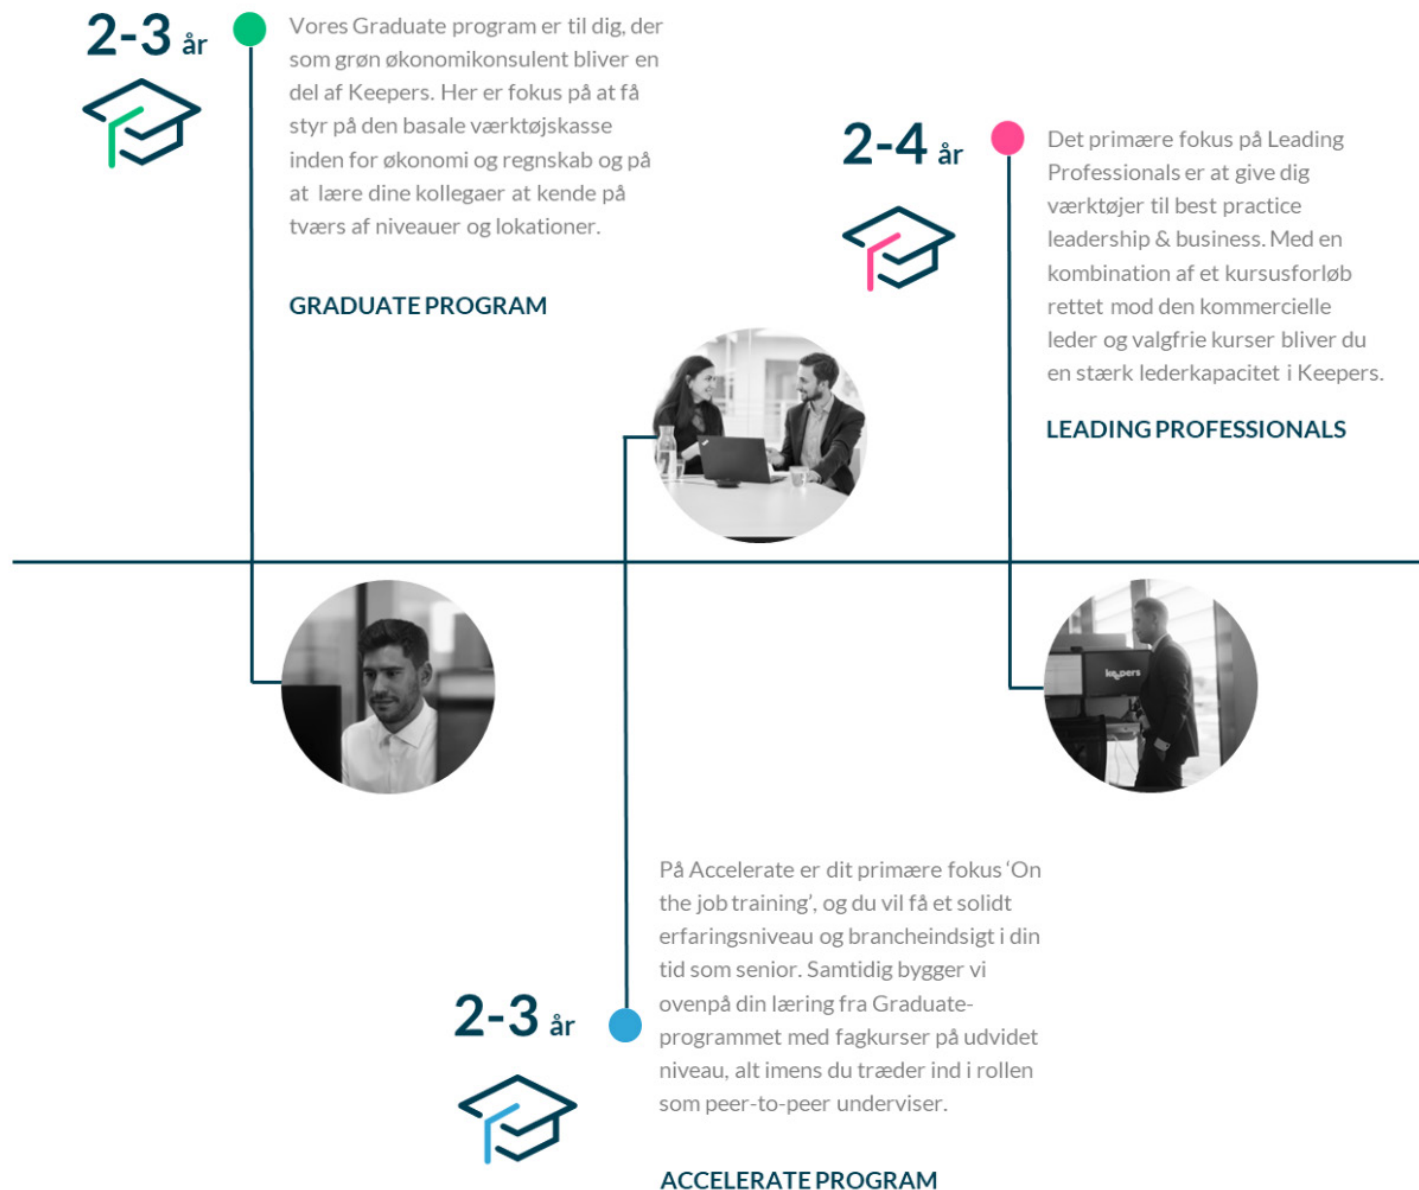 2-3 år
Vores Graduate program er til dig, der
som grøn økonomikonsulent bliver en
del af Keepers. Her er fokus på at få
styr på den basale værktøjskasse
inden for økonomi og regnskab og på
at lære dine kollegaer at kende på
tværs af niveauer og lokationer.
GRADUATE PROGRAM
2-4 år
Det primære fokus på Leading
Professionals er at give dig
værktøjer til best practice
leadership & business. Med en
kombination af et kursusforløb
rettet mod den kommercielle
leder og valgfrie kurser bliver du
en stærk lederkapacitet i Keepers.
LEADING PROFESSIONALS
keepers
2-3 år
På Accelerate er dit primære fokus ‘On
the job training’, og du vil få et solidt
erfaringsniveau og brancheindsigt i din
tid som senior. Samtidig bygger vi
ovenpå din læring fra Graduate-
programmet med fagkurser på udvidet
niveau, alt imens du træder ind i rollen
som peer-to-peer underviser.
ACCELERATE PROGRAM